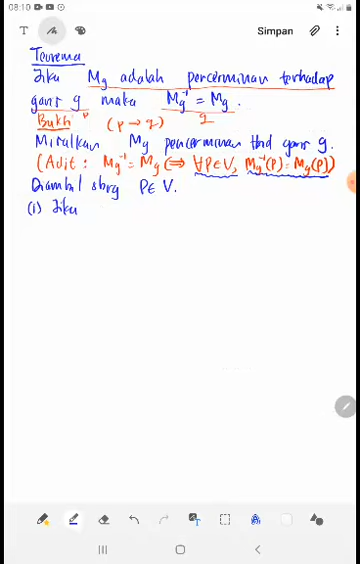 08:10
Simpan
Teorema
Jika Mg adalah pencerminan terhadap
garis g maka Mg⁻¹ = Mg.
p q
Bukti (p → q)
Misalkan Mg pencerminan thd garis g.
(Adit : Mg⁻¹ = Mg ⟺ ∀P∈V, Mg⁻¹(P) = Mg(P))
Diambil sbrg P∈V.
(i) Jika